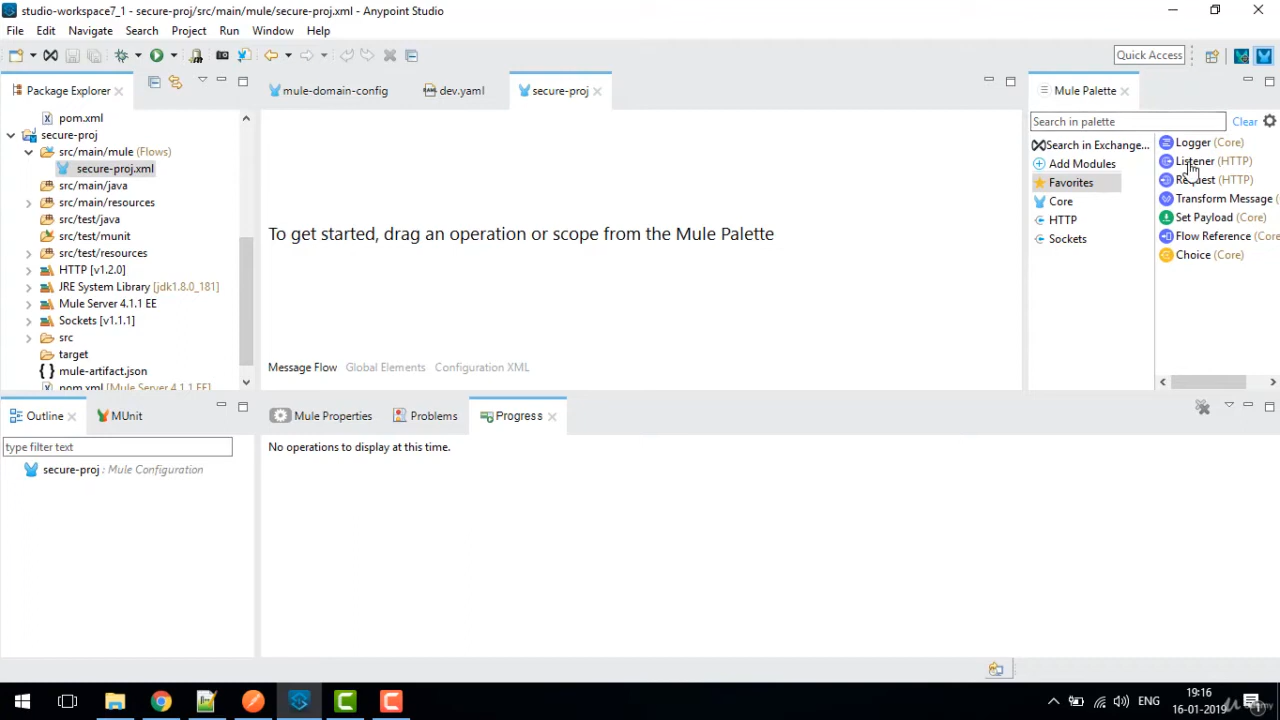 studio-workspace7_1 - secure-proj/src/main/mule/secure-proj.xml - Anypoint Studio
File Edit Navigate Search Project Run Window Help
Quick Access
Package Explorer
pom.xml
secure-proj
src/main/mule (Flows)
secure-proj.xml
src/main/java
src/main/resources
src/test/java
src/test/munit
src/test/resources
HTTP [v1.2.0]
JRE System Library [jdk1.8.0_181]
Mule Server 4.1.1 EE
Sockets [v1.1.1]
src
target
mule-artifact.json
pom.xml [Mule Server 4.1.1 EE]
mule-domain-config
dev.yaml
secure-proj
To get started, drag an operation or scope from the Mule Palette
Message Flow Global Elements Configuration XML
Mule Palette
Search in palette
Clear
Search in Exchange...
Add Modules
Favorites
Core
HTTP
Sockets
Logger (Core)
Listener (HTTP)
Request (HTTP)
Transform Message (
Set Payload (Core)
Flow Reference (Core
Choice (Core)
Outline
MUnit
type filter text
secure-proj : Mule Configuration
Mule Properties
Problems
Progress
No operations to display at this time.
ENG
19:16
16-01-2019